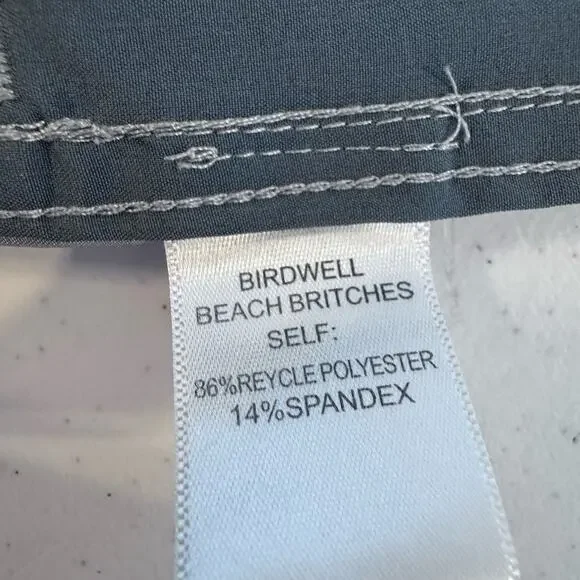 BIRDWELL
BEACH BRITCHES
SELF:
86%REYCLE POLYESTER
14%SPANDEX